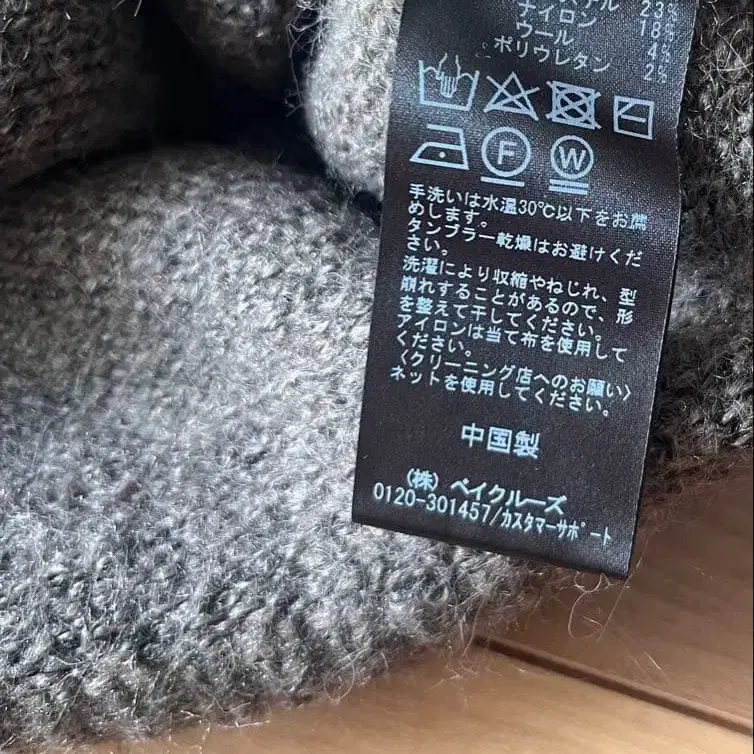 23%
ナイロン 18%
ウール 4%
ポリウレタン 2%
F W
手洗いは水温30℃以下をお薦
めします。
タンブラー乾燥はお避けくだ
さい。
洗濯により収縮やねじれ、型
崩れすることがあるので、形
を整えて干してください。
アイロンは当て布を使用して
ください。
〈クリーニング店へのお願い〉
ネットを使用してください。
中国製
(株) ベイクルーズ
0120-301457/カスタマーサポート